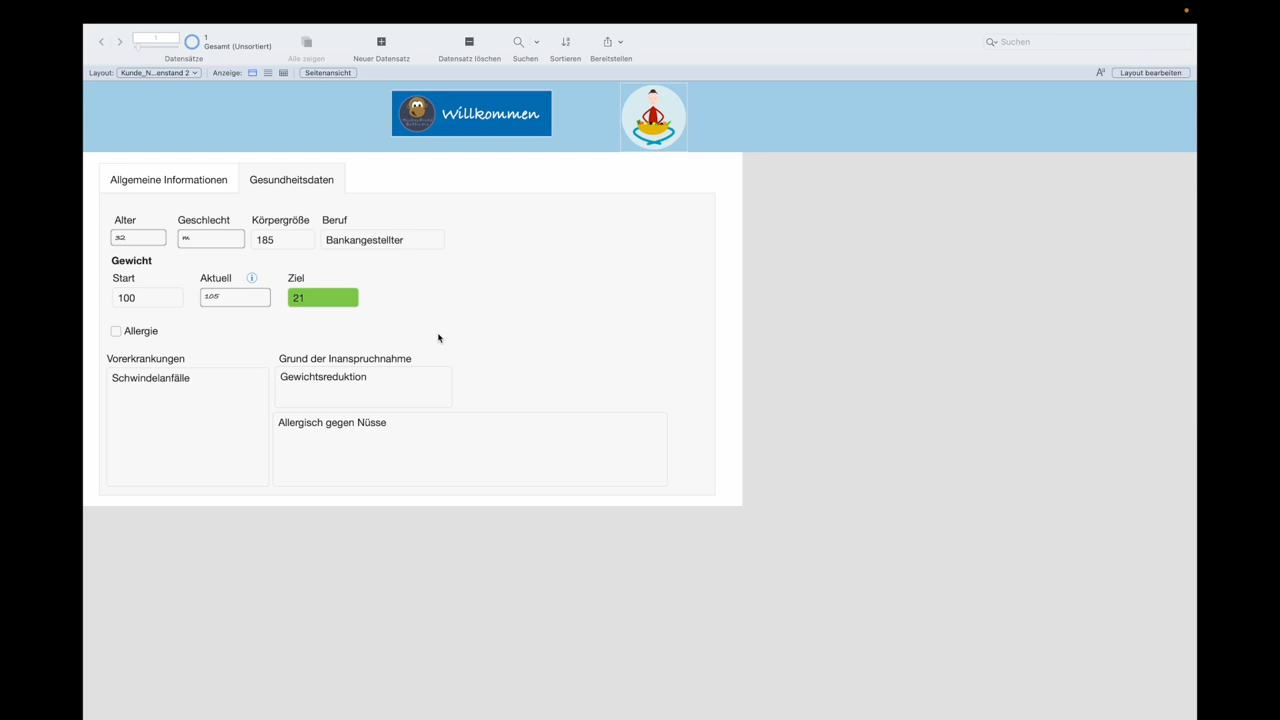 1
1
Gesamt (Unsortiert)
Datensätze
Alle zeigen
Neuer Datensatz
Datensatz löschen
Suchen
Sortieren
Bereitstellen
Suchen
Layout: Kunde_N...enstand 2
Anzeige:
Seitenansicht
Layout bearbeiten
Willkommen
Allgemeine Informationen
Gesundheitsdaten
Alter Geschlecht Körpergröße Beruf
32 m 185 Bankangestellter
Gewicht
Start Aktuell Ziel
100 105 21
Allergie
Vorerkrankungen
Grund der Inanspruchnahme
Schwindelanfälle
Gewichtsreduktion
Allergisch gegen Nüsse